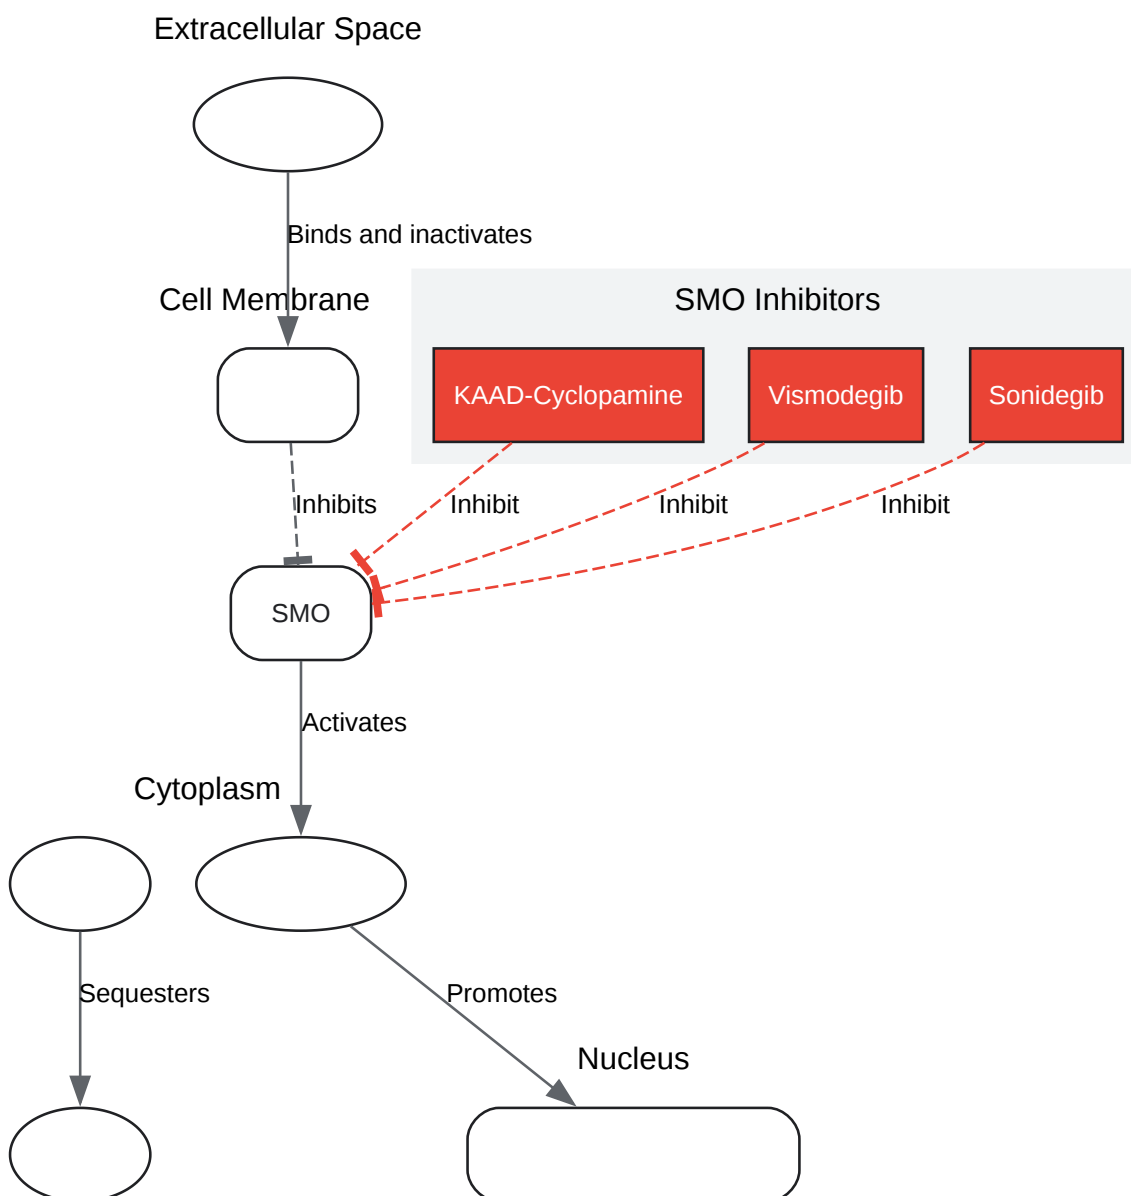 Extracellular Space
Binds and inactivates
Cell Membrane
SMO Inhibitors
KAAD-Cyclopamine
Vismodegib
Sonidegib
Inhibits
Inhibit
Inhibit
Inhibit
SMO
Activates
Cytoplasm
Sequesters
Promotes
Nucleus